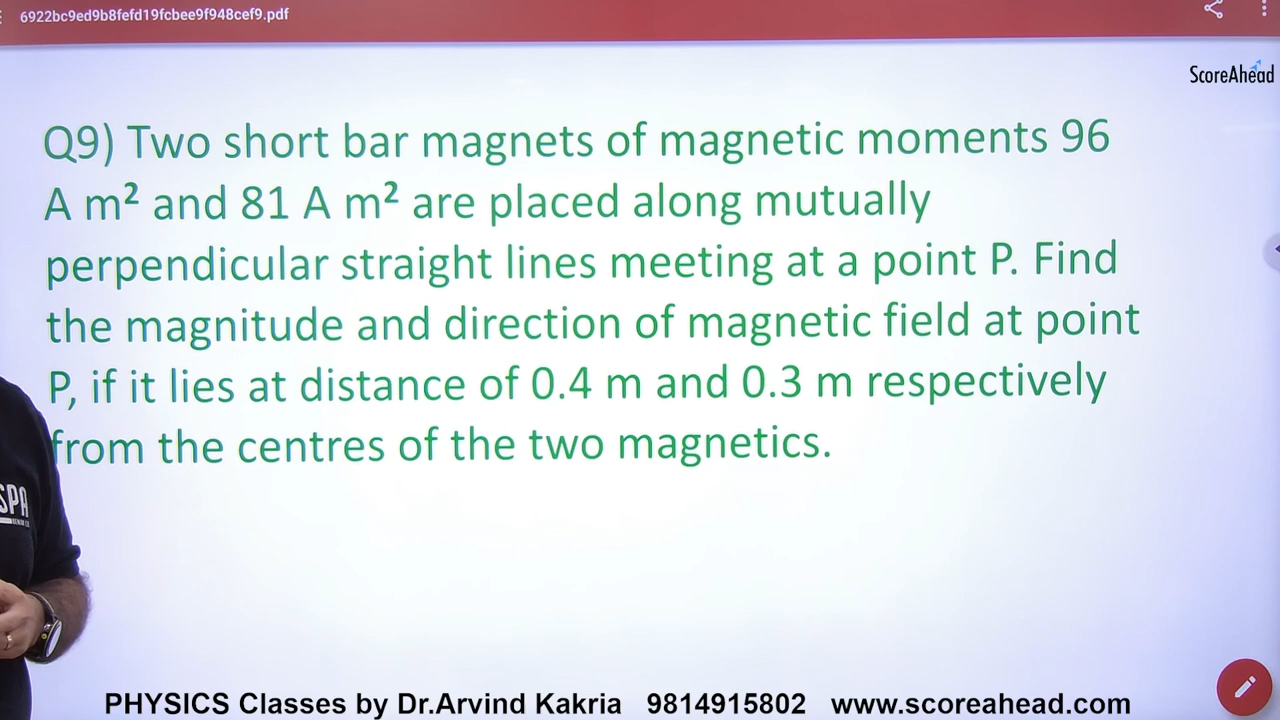 6922bc9ed9b8fefd19fcbee9f948cef9.pdf
ScoreAhead
Q9) Two short bar magnets of magnetic moments 96
A m² and 81 A m² are placed along mutually
perpendicular straight lines meeting at a point P. Find
the magnitude and direction of magnetic field at point
P, if it lies at distance of 0.4 m and 0.3 m respectively
from the centres of the two magnetics.
SPA
PHYSICS Classes by Dr.Arvind Kakria 9814915802 www.scoreahead.com